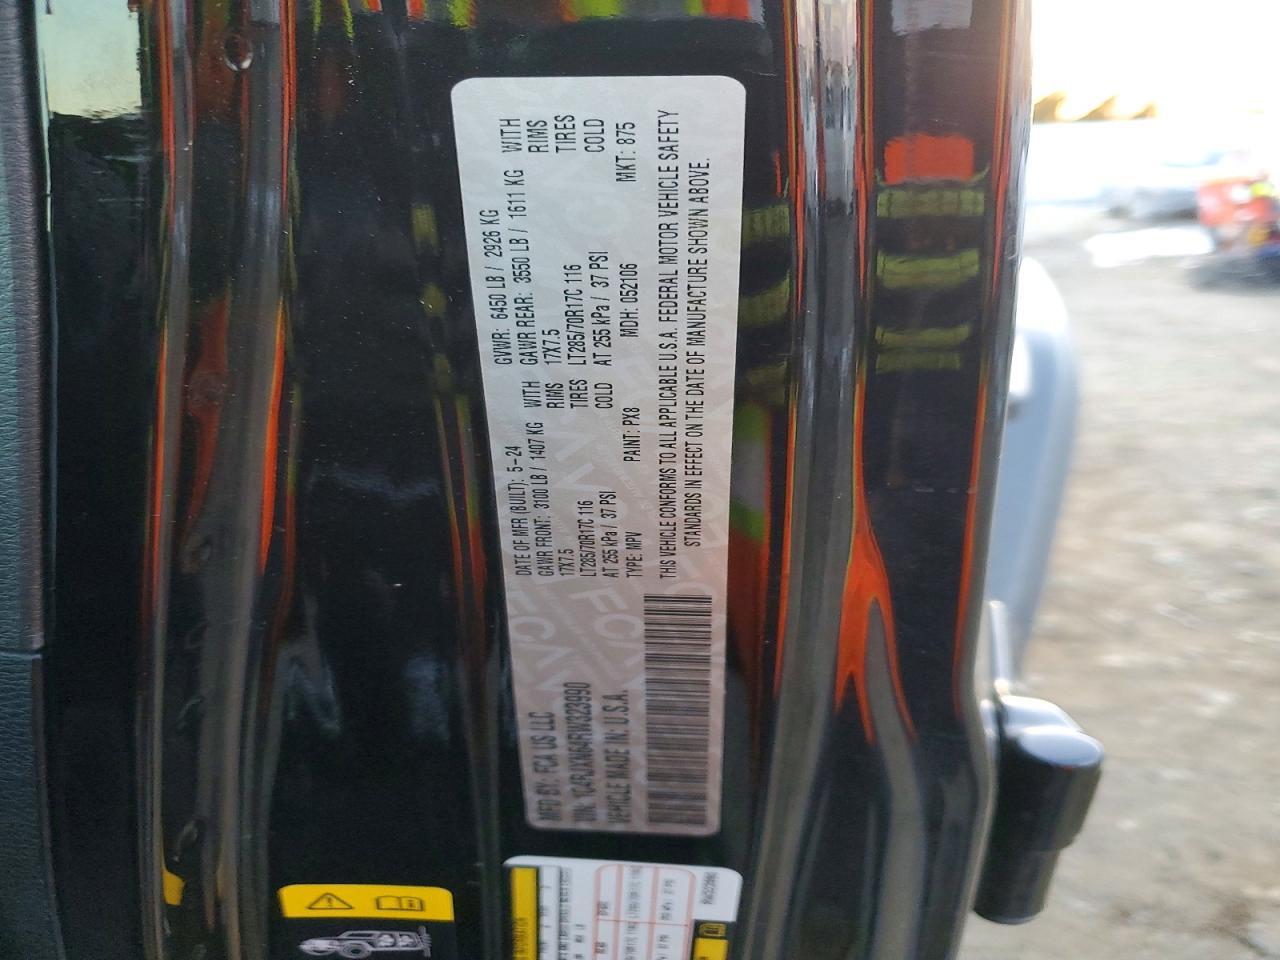 MFD BY: FCA US LLC
DATE OF MFR (BUILT): 5-24
GVWR: 6450 LB / 2926 KG
GAWR FRONT: 3100 LB / 1407 KG WITH
GAWR REAR: 3550 LB / 1611 KG WITH
17X7.5 RIMS
17X7.5 RIMS
LT285/70R17C 116 TIRES
LT285/70R17C 116 TIRES
AT 255 kPa / 37 PSI COLD
AT 255 kPa / 37 PSI COLD
VIN: 1C4RJXN64RW323990
VEHICLE MADE IN: U.S.A.
TYPE: MPV
PAINT: PX8
MDH: 052106
MKT: 875
THIS VEHICLE CONFORMS TO ALL APPLICABLE U.S.A. FEDERAL MOTOR VEHICLE SAFETY
STANDARDS IN EFFECT ON THE DATE OF MANUFACTURE SHOWN ABOVE.